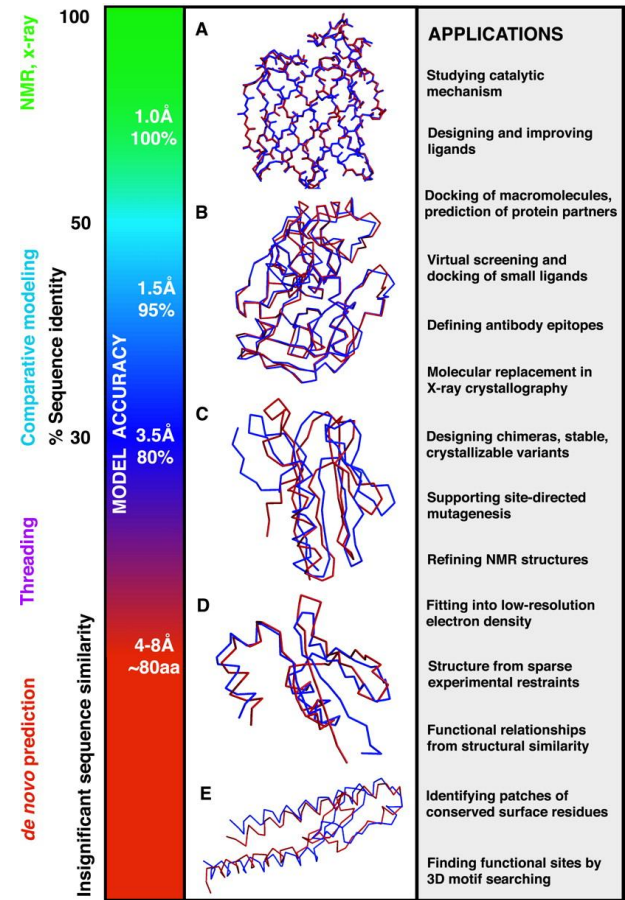 NMR, x-ray
Comparative modeling
Threading
de novo prediction
100
50
% Sequence identity
30
Insignificant sequence similarity
MODEL ACCURACY
1.0Å
100%
1.5Å
95%
3.5Å
80%
4-8Å
~80aa
A
B
C
D
E
APPLICATIONS
Studying catalytic
mechanism
Designing and improving
ligands
Docking of macromolecules,
prediction of protein partners
Virtual screening and
docking of small ligands
Defining antibody epitopes
Molecular replacement in
X-ray crystallography
Designing chimeras, stable,
crystallizable variants
Supporting site-directed
mutagenesis
Refining NMR structures
Fitting into low-resolution
electron density
Structure from sparse
experimental restraints
Functional relationships
from structural similarity
Identifying patches of
conserved surface residues
Finding functional sites by
3D motif searching